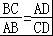 BC/AB = AD/CD